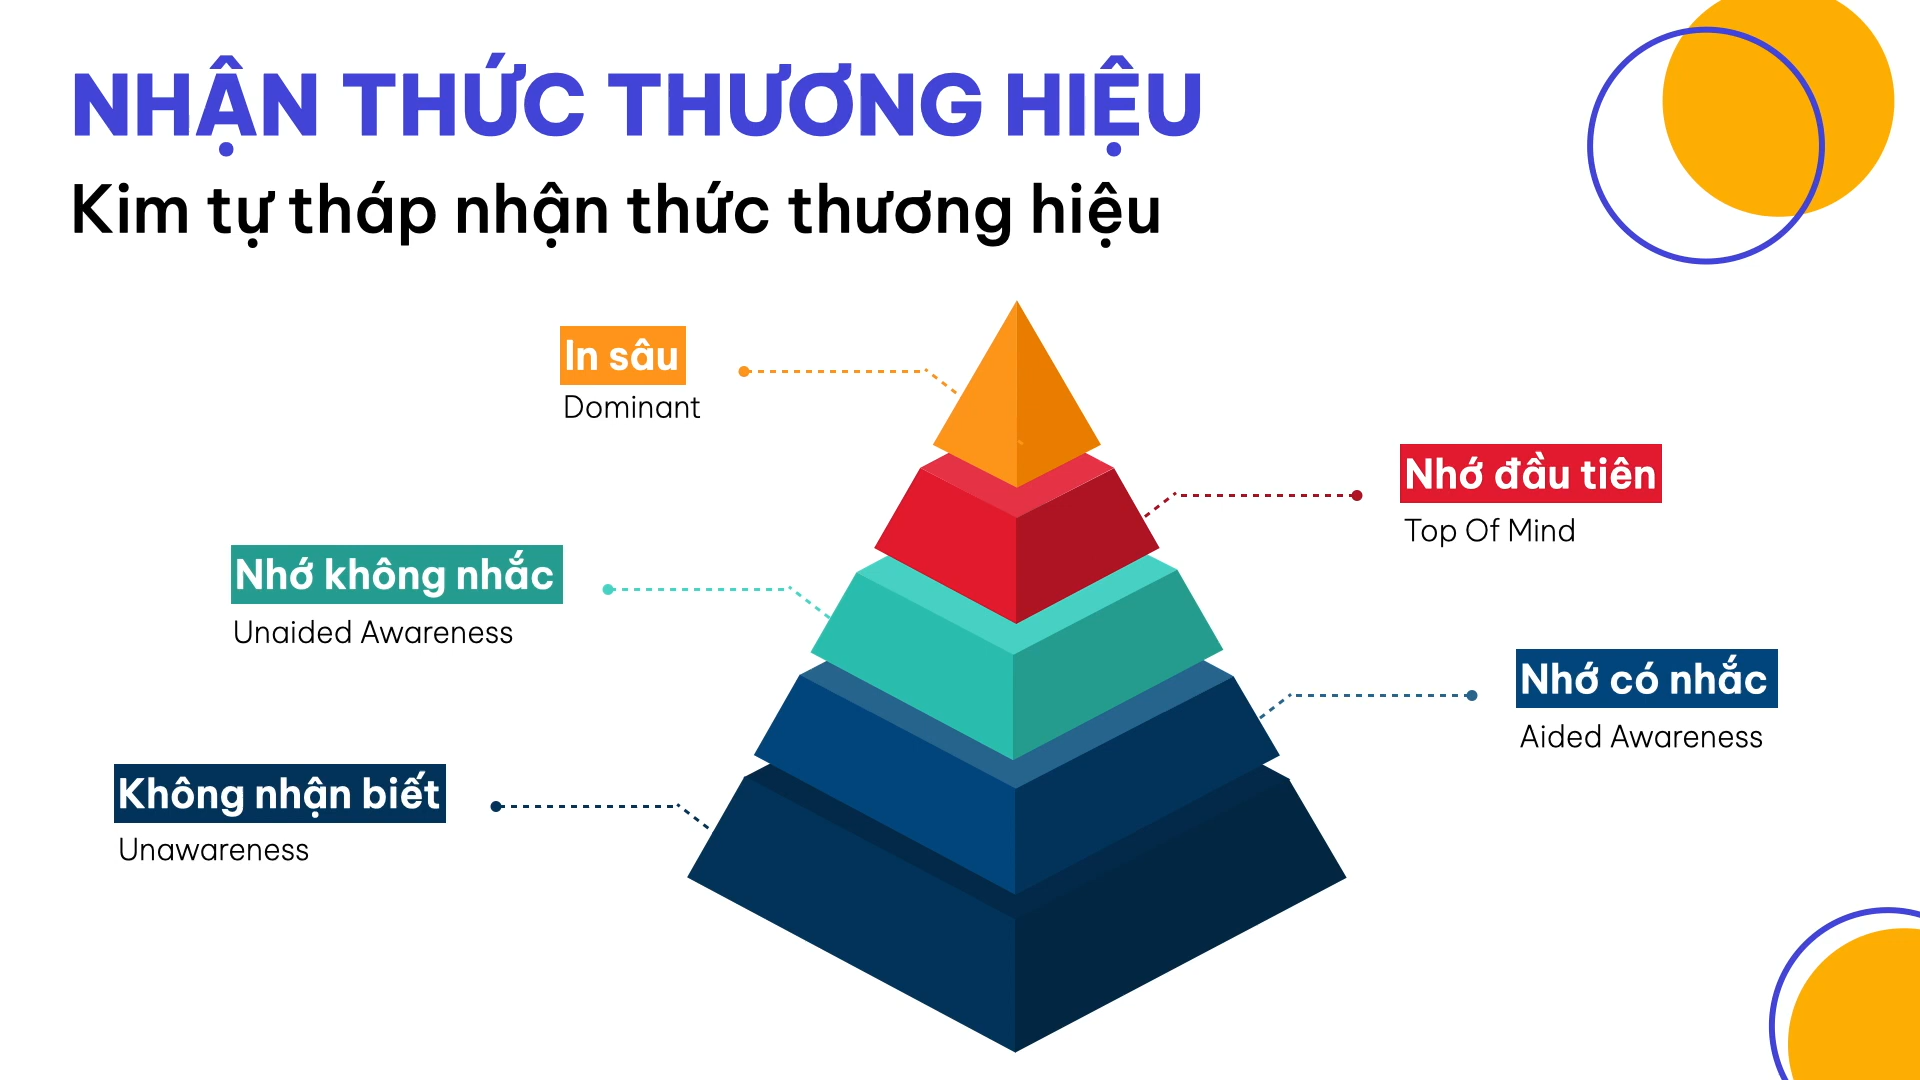 NHẬN THỨC THƯƠNG HIỆU
Kim tự tháp nhận thức thương hiệu
In sâu
Dominant
Nhớ đầu tiên
Top Of Mind
Nhớ không nhắc
Unaided Awareness
Nhớ có nhắc
Aided Awareness
Không nhận biết
Unawareness